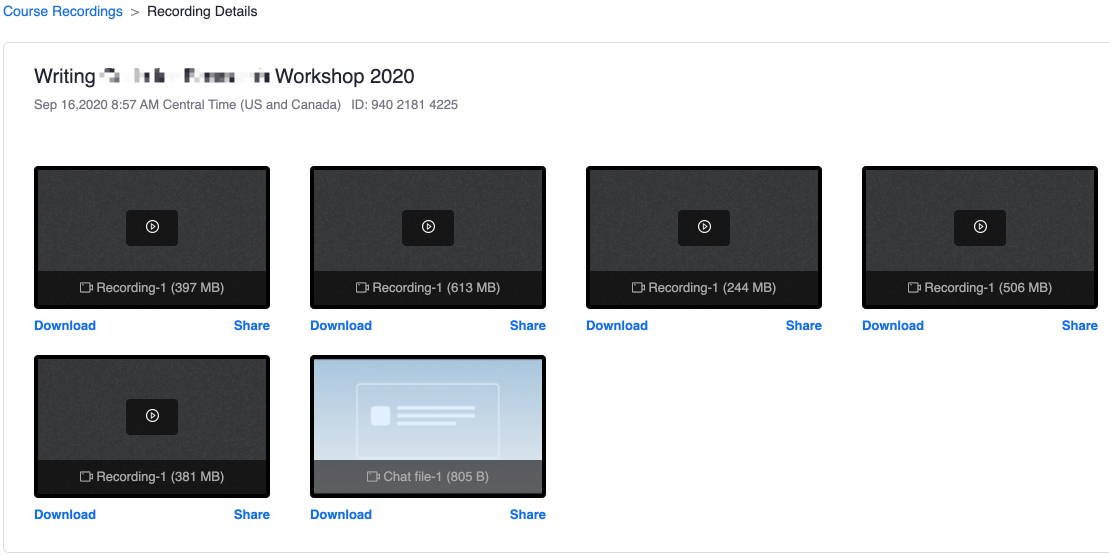 Course Recordings > Recording Details
Writing Workshop 2020
Sep 16,2020 8:57 AM Central Time (US and Canada) ID: 940 2181 4225
Recording-1 (397 MB) Recording-1 (613 MB) Recording-1 (244 MB) Recording-1 (506 MB)
Download Share Download Share Download Share Download Share
Recording-1 (381 MB) Chat file-1 (805 B)
Download Share Download Share